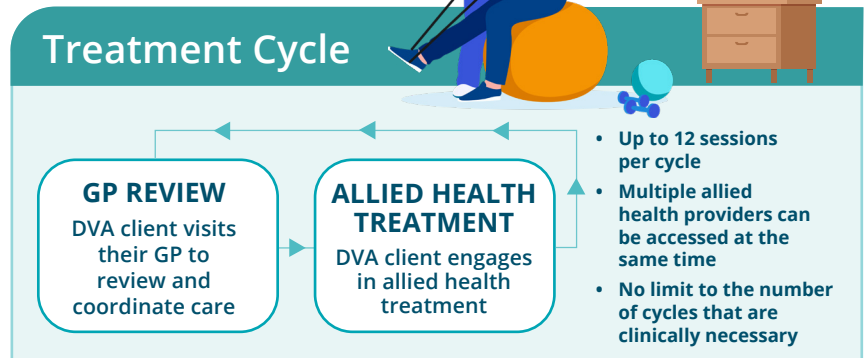 Treatment Cycle
GP REVIEW
DVA client visits
their GP to
review and
coordinate care
ALLIED HEALTH
TREATMENT
DVA client engages
in allied health
treatment
• Up to 12 sessions
per cycle
• Multiple allied
health providers can
be accessed at the
same time
• No limit to the number
of cycles that are
clinically necessary